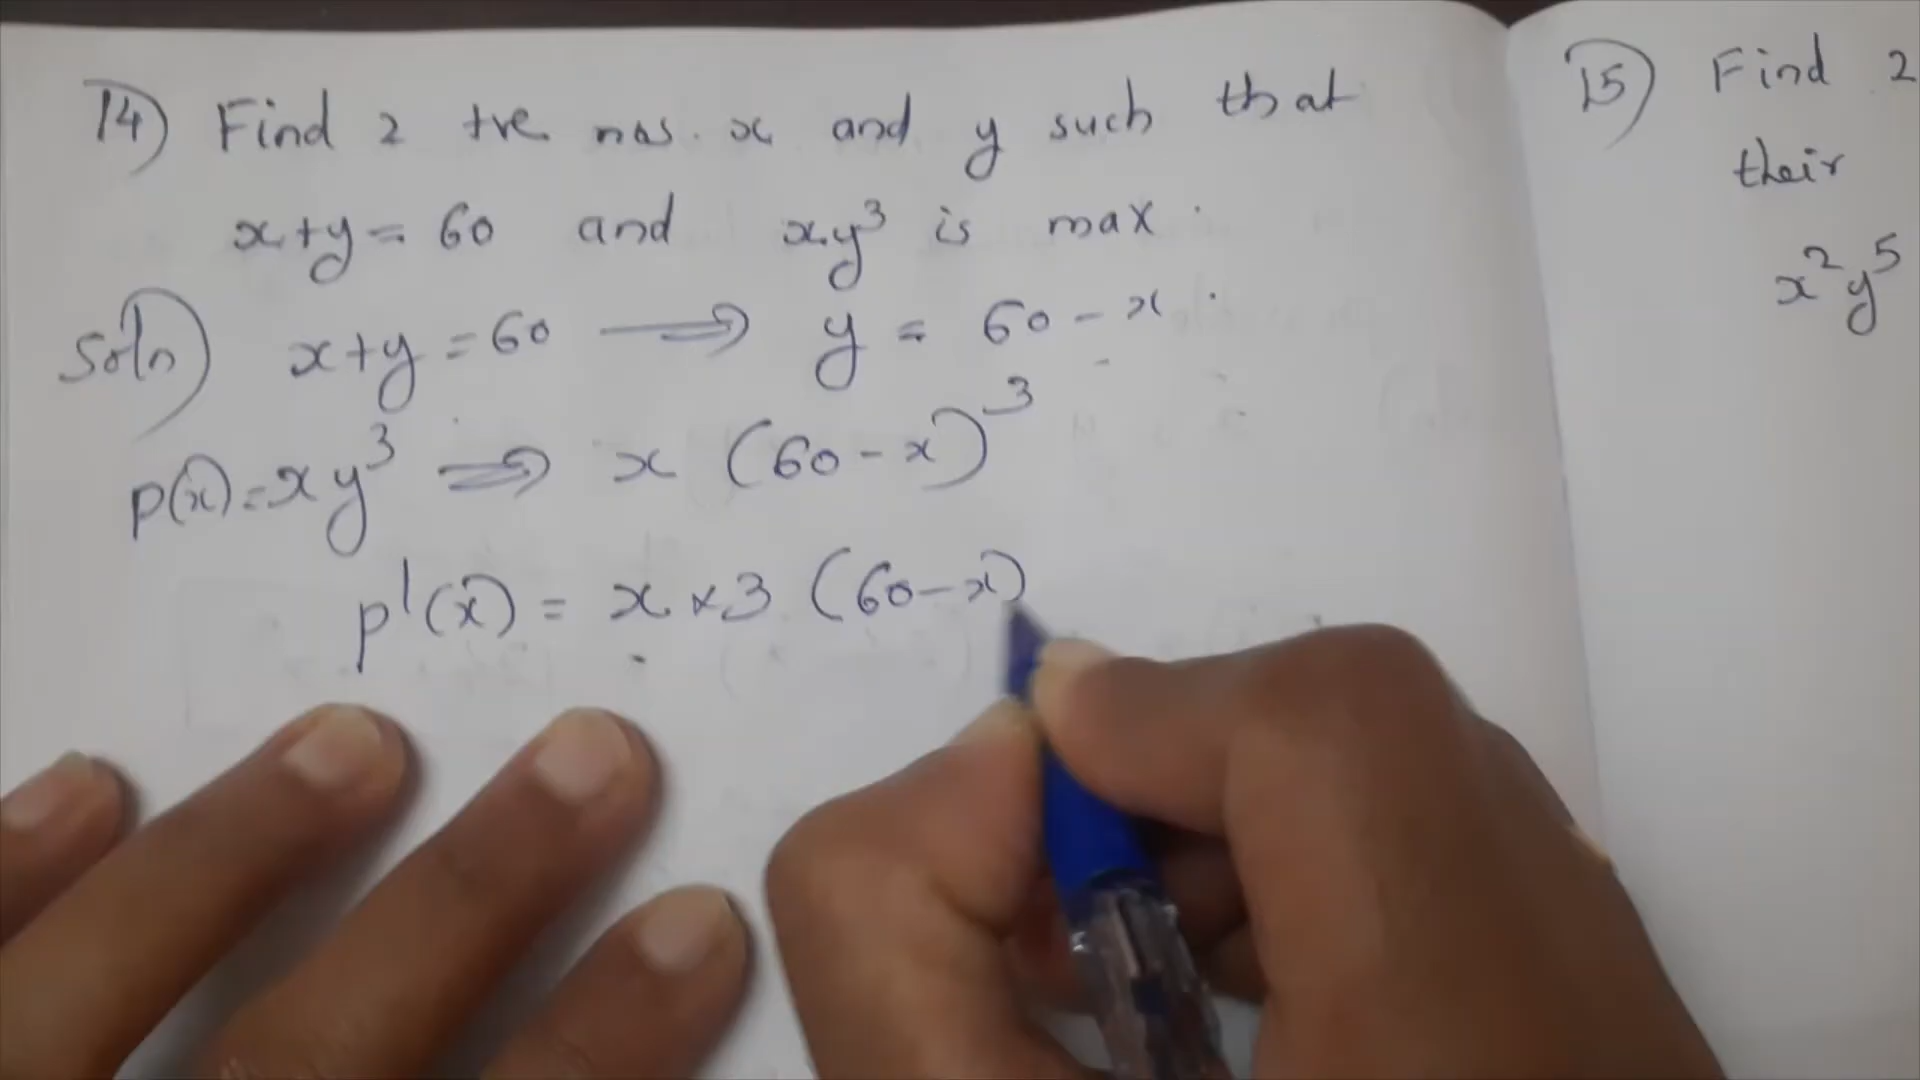 14) Find 2 +ve nos. x and y such that
x+y = 60 and xy³ is max.
Soln) x+y = 60 ⟹ y = 60 - x.
P(x) = xy³ ⟹ x (60 - x)³
P'(x) = x × 3 (60 - x)
15) Find 2
their
x²y⁵